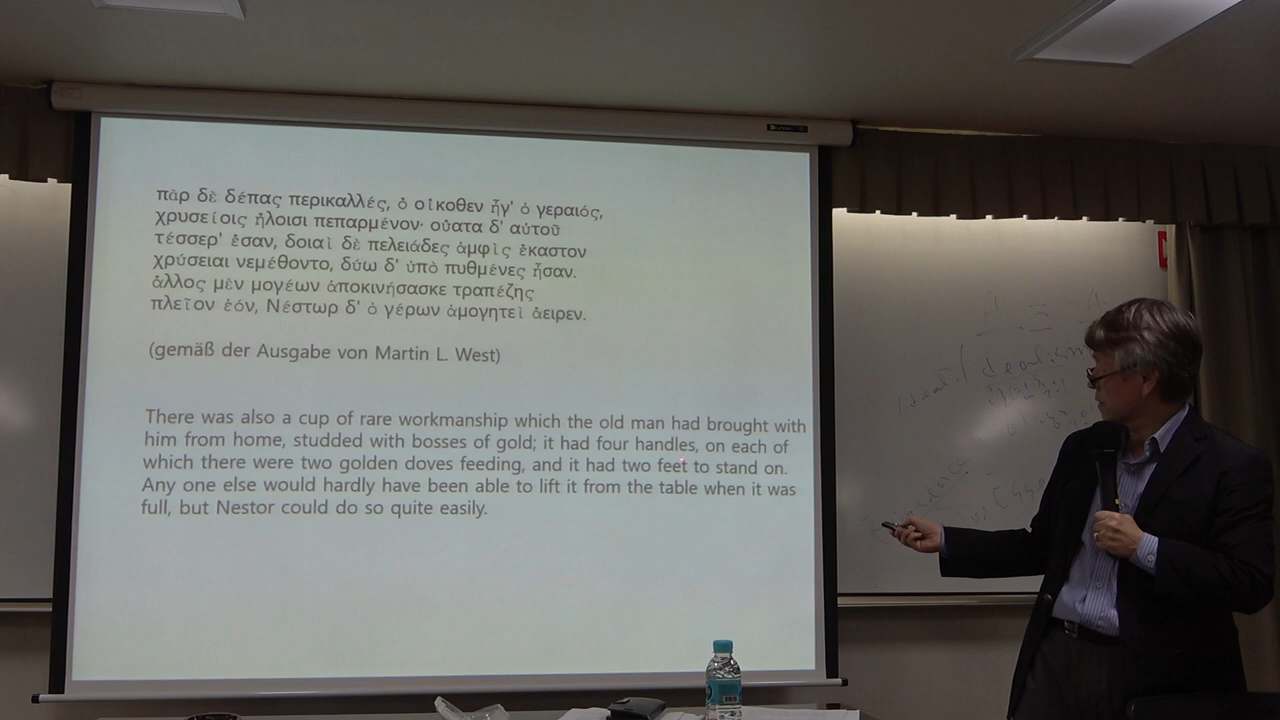 πὰρ δὲ δέπας περικαλλές, ὃ οἴκοθεν ἦγ' ὁ γεραιός,
χρυσείοις ἥλοισι πεπαρμένον· οὔατα δ' αὐτοῦ
τέσσερ' ἔσαν, δοιαὶ δὲ πελειάδες ἀμφὶς ἕκαστον
χρύσειαι νεμέθοντο, δύω δ' ὑπὸ πυθμένες ἦσαν.
ἄλλος μὲν μογέων ἀποκινήσασκε τραπέζης
πλεῖον ἐόν, Νέστωρ δ' ὁ γέρων ἀμογητεὶ ἄειρεν.
(gemäß der Ausgabe von Martin L. West)
There was also a cup of rare workmanship which the old man had brought with
him from home, studded with bosses of gold; it had four handles, on each of
which there were two golden doves feeding, and it had two feet to stand on.
Any one else would hardly have been able to lift it from the table when it was
full, but Nestor could do so quite easily.